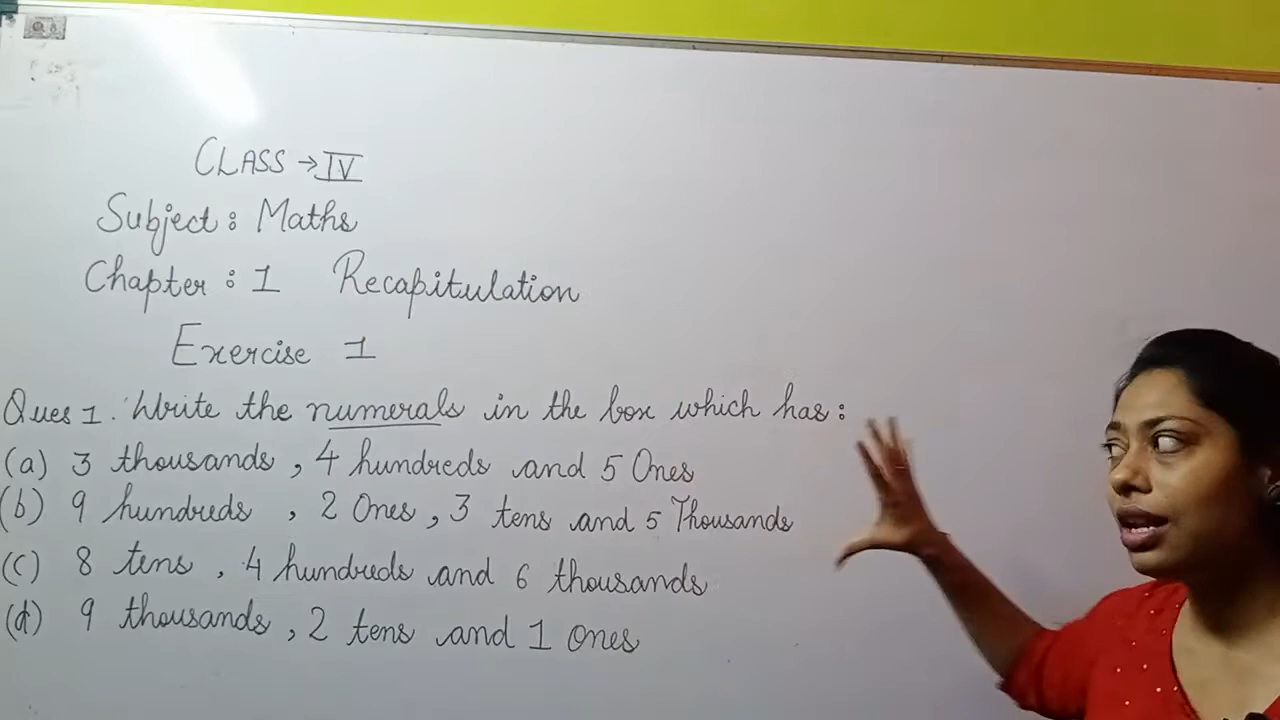 CLASS → IV
Subject : Maths
Chapter : 1 Recapitulation
Exercise 1
Ques 1. Write the numerals in the box which has :
(a) 3 thousands , 4 hundreds and 5 Ones
(b) 9 hundreds , 2 Ones , 3 tens and 5 Thousands
(c) 8 tens , 4 hundreds and 6 thousands
(d) 9 thousands , 2 tens and 1 Ones